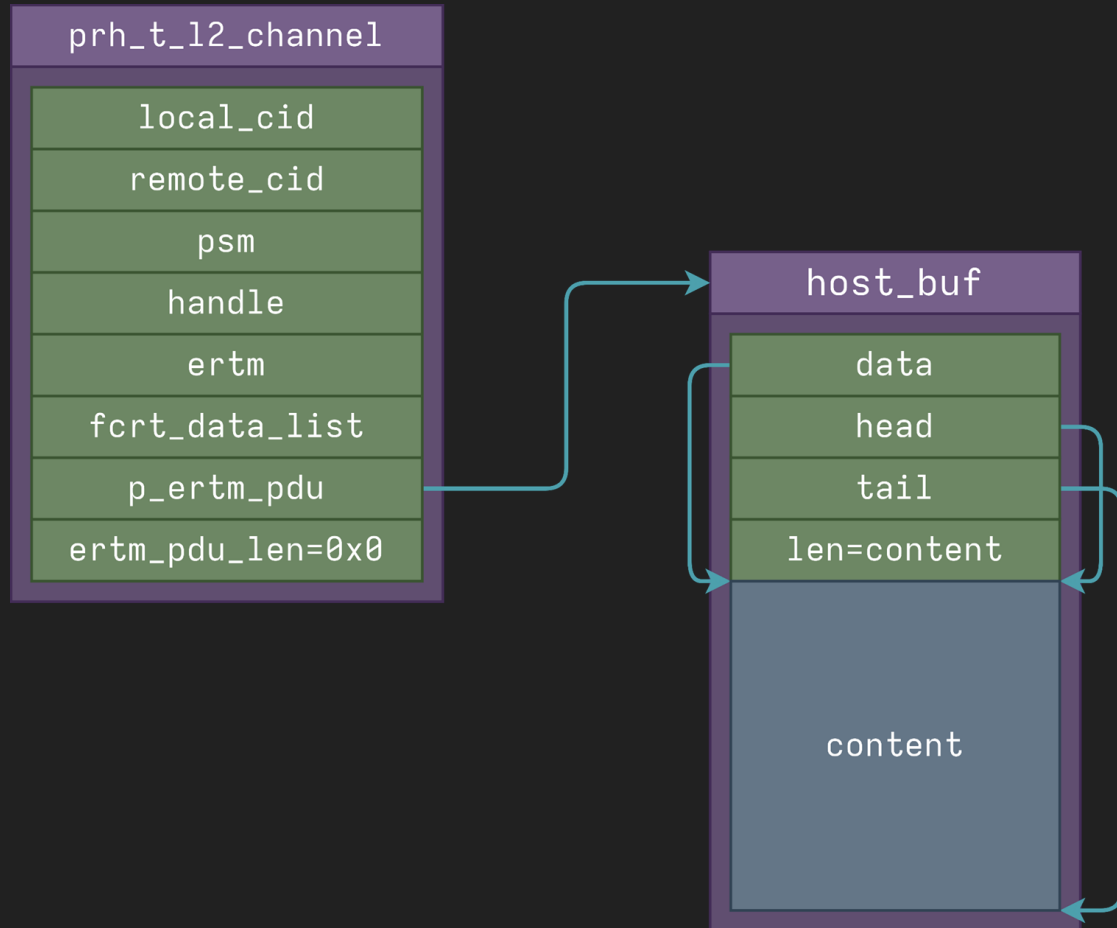 prh_t_l2_channel
local_cid
remote_cid
psm
handle
ertm
fcrt_data_list
p_ertm_pdu
ertm_pdu_len=0x0
host_buf
data
head
tail
len=content
content